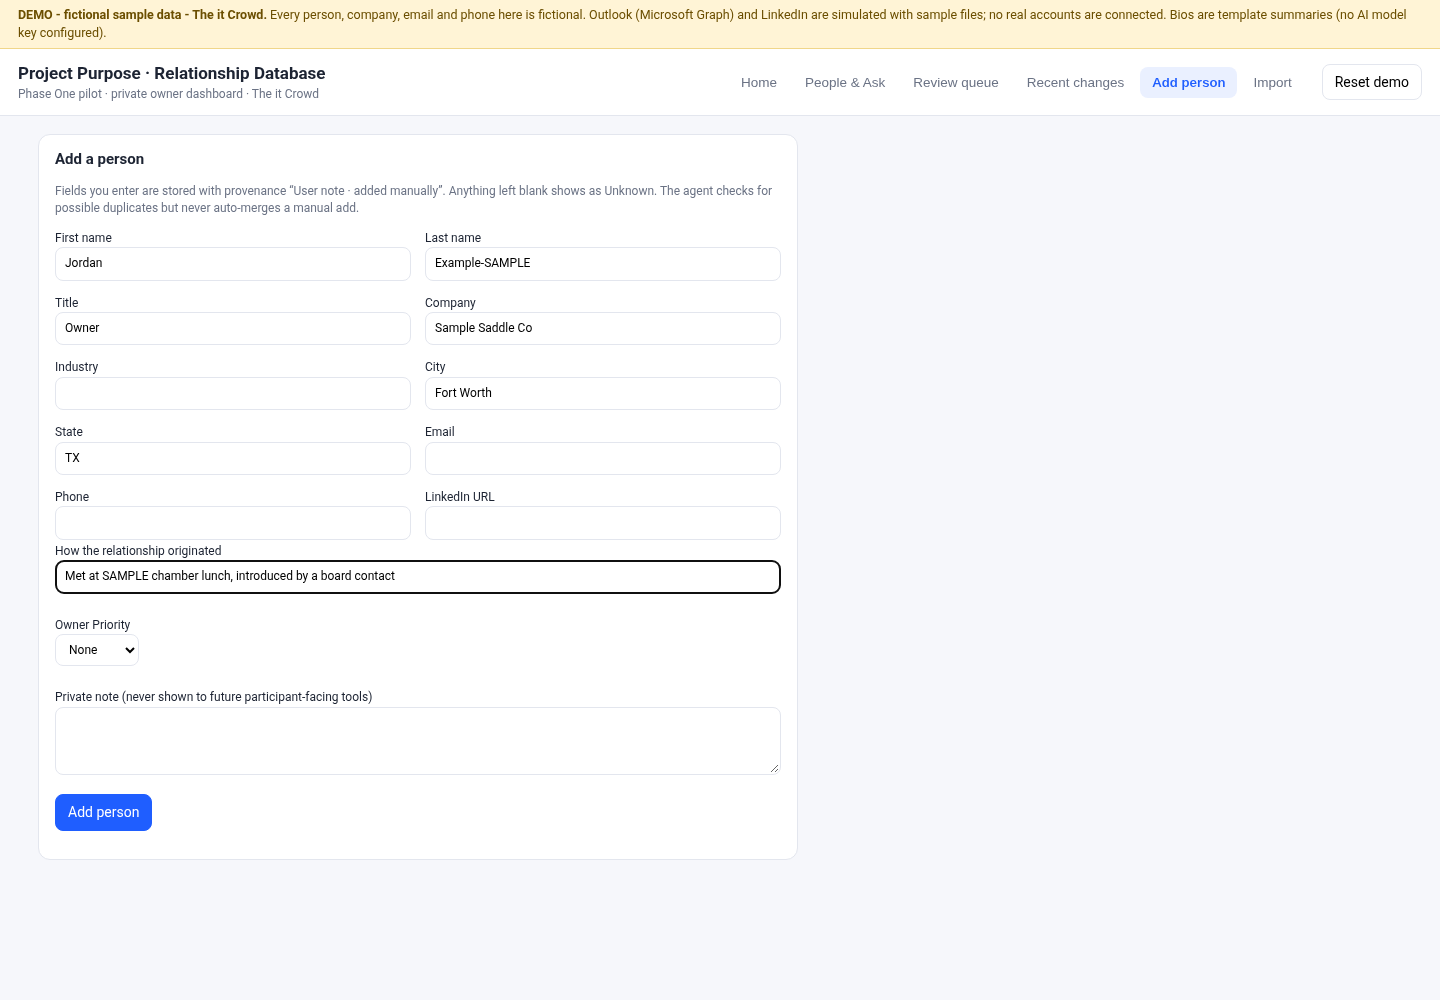 DEMO - fictional sample data - The it Crowd. Every person, company, email and phone here is fictional. Outlook (Microsoft Graph) and LinkedIn are simulated with sample files; no real accounts are connected. Bios are template summaries (no AI model
key configured).
Project Purpose · Relationship Database
Phase One pilot · private owner dashboard · The it Crowd
Home People & Ask Review queue Recent changes Add person Import Reset demo
Add a person
Fields you enter are stored with provenance “User note · added manually”. Anything left blank shows as Unknown. The agent checks for
possible duplicates but never auto-merges a manual add.
First name Last name
Jordan Example-SAMPLE
Title Company
Owner Sample Saddle Co
Industry City
Fort Worth
State Email
TX
Phone LinkedIn URL
How the relationship originated
Met at SAMPLE chamber lunch, introduced by a board contact
Owner Priority
None
Private note (never shown to future participant-facing tools)
Add person